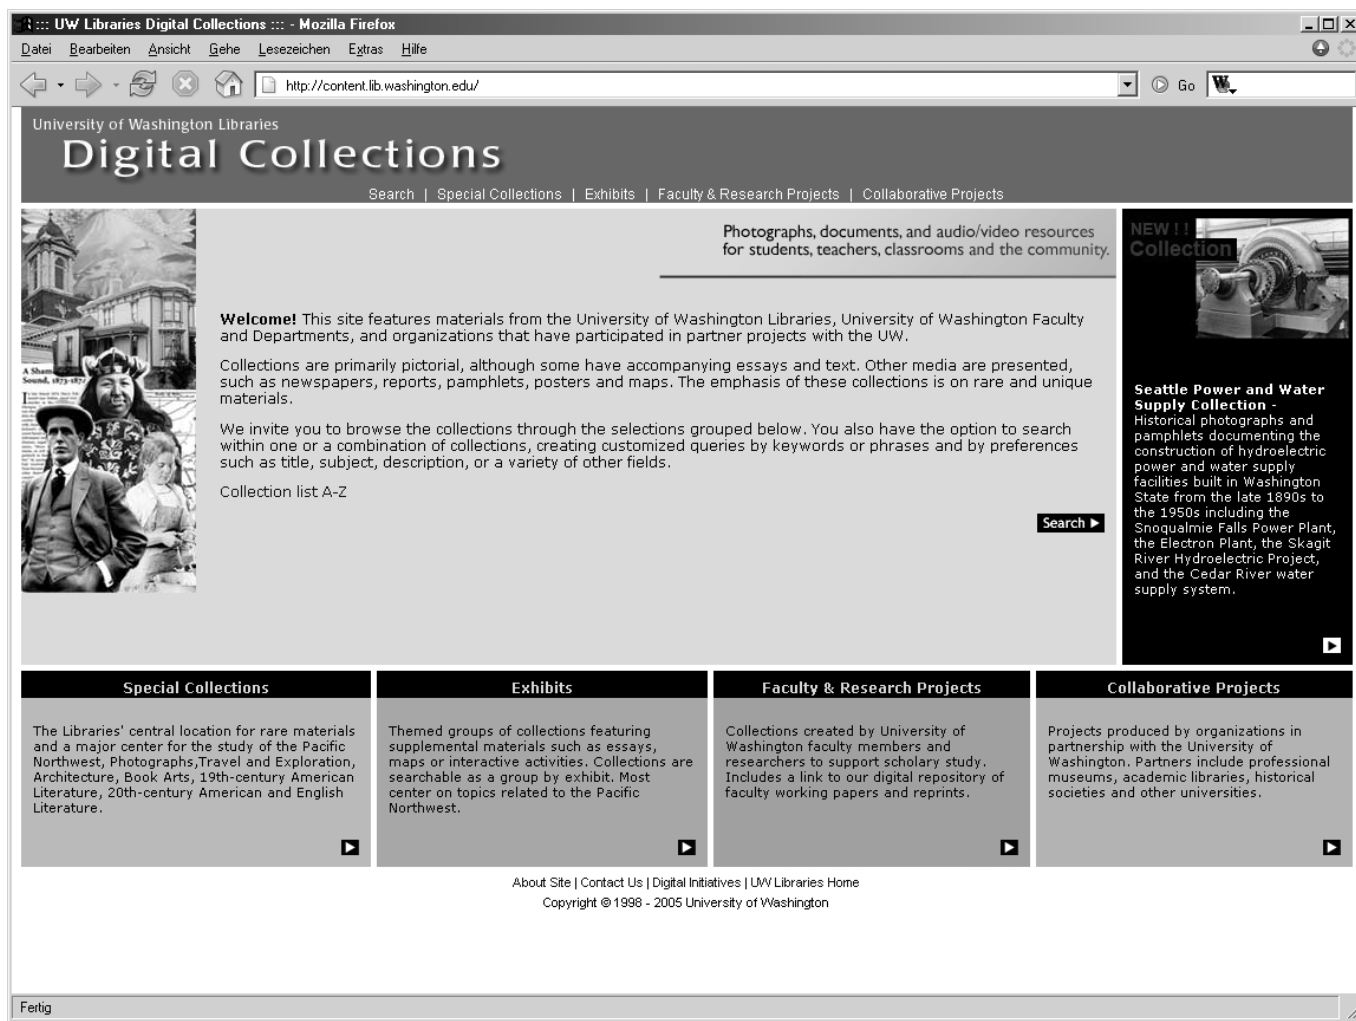 ::: UW Libraries Digital Collections ::: - Mozilla Firefox
Datei Bearbeiten Ansicht Gehe Lesezeichen Extras Hilfe
http://content.lib.washington.edu/
Go
W
University of Washington Libraries
Digital Collections
Search | Special Collections | Exhibits | Faculty & Research Projects | Collaborative Projects
Photographs, documents, and audio/video resources
for students, teachers, classrooms and the community.
Welcome! This site features materials from the University of Washington Libraries, University of Washington Faculty
and Departments, and organizations that have participated in partner projects with the UW.
Collections are primarily pictorial, although some have accompanying essays and text. Other media are presented,
such as newspapers, reports, pamphlets, posters and maps. The emphasis of these collections is on rare and unique
materials.
We invite you to browse the collections through the selections grouped below. You also have the option to search
within one or a combination of collections, creating customized queries by keywords or phrases and by preferences
such as title, subject, description, or a variety of other fields.
Collection list A-Z
Search
A Sham
Sound, 1873-187
NEW !!
Collection
Seattle Power and Water
Supply Collection -
Historical photographs and
pamphlets documenting the
construction of hydroelectric
power and water supply
facilities built in Washington
State from the late 1890s to
the 1950s including the
Snoqualmie Falls Power Plant,
the Electron Plant, the Skagit
River Hydroelectric Project,
and the Cedar River water
supply system.
Special Collections
The Libraries' central location for rare materials
and a major center for the study of the Pacific
Northwest, Photographs,Travel and Exploration,
Architecture, Book Arts, 19th-century American
Literature, 20th-century American and English
Literature.
Exhibits
Themed groups of collections featuring
supplemental materials such as essays,
maps or interactive activities. Collections are
searchable as a group by exhibit. Most
center on topics related to the Pacific
Northwest.
Faculty & Research Projects
Collections created by University of
Washington faculty members and
researchers to support scholary study.
Includes a link to our digital repository of
faculty working papers and reprints.
Collaborative Projects
Projects produced by organizations in
partnership with the University of
Washington. Partners include professional
museums, academic libraries, historical
societies and other universities.
About Site | Contact Us | Digital Initiatives | UW Libraries Home
Copyright © 1998 - 2005 University of Washington
Fertig